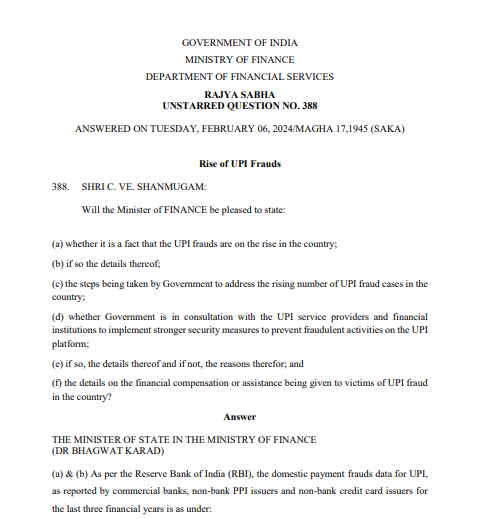 GOVERNMENT OF INDIA
MINISTRY OF FINANCE
DEPARTMENT OF FINANCIAL SERVICES
RAJYA SABHA
UNSTARRED QUESTION NO. 388
ANSWERED ON TUESDAY, FEBRUARY 06, 2024/MAGHA 17,1945 (SAKA)
Rise of UPI Frauds
388. SHRI C. VE. SHANMUGAM:
Will the Minister of FINANCE be pleased to state:
(a) whether it is a fact that the UPI frauds are on the rise in the country;
(b) if so the details thereof;
(c) the steps being taken by Government to address the rising number of UPI fraud cases in the
country;
(d) whether Government is in consultation with the UPI service providers and financial
institutions to implement stronger security measures to prevent fraudulent activities on the UPI
platform;
(e) if so, the details thereof and if not, the reasons therefor; and
(f) the details on the financial compensation or assistance being given to victims of UPI fraud
in the country?
Answer
THE MINISTER OF STATE IN THE MINISTRY OF FINANCE
(DR BHAGWAT KARAD)
(a) & (b) As per the Reserve Bank of India (RBI), the domestic payment frauds data for UPI,
as reported by commercial banks, non-bank PPI issuers and non-bank credit card issuers for
the last three financial years is as under: